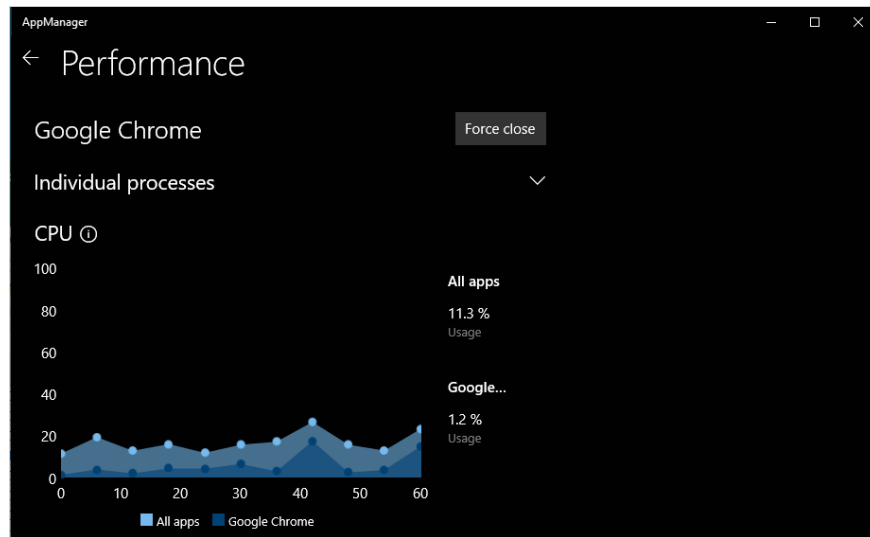 AppManager
Performance
Google Chrome
Force close
Individual processes
CPU
100
80
60
40
20
0
0 10 20 30 40 50 60
All apps Google Chrome
All apps
11.3 %
Usage
Google...
1.2 %
Usage